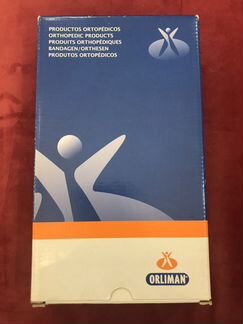 PRODUCTOS ORTOPÉDICOS
ORTHOPEDIC PRODUCTS
PRODUITS ORTHOPÉDIQUES
BANDAGEN/ORTHESEN
PRODUTOS ORTOPÉDICOS
ORLIMAN